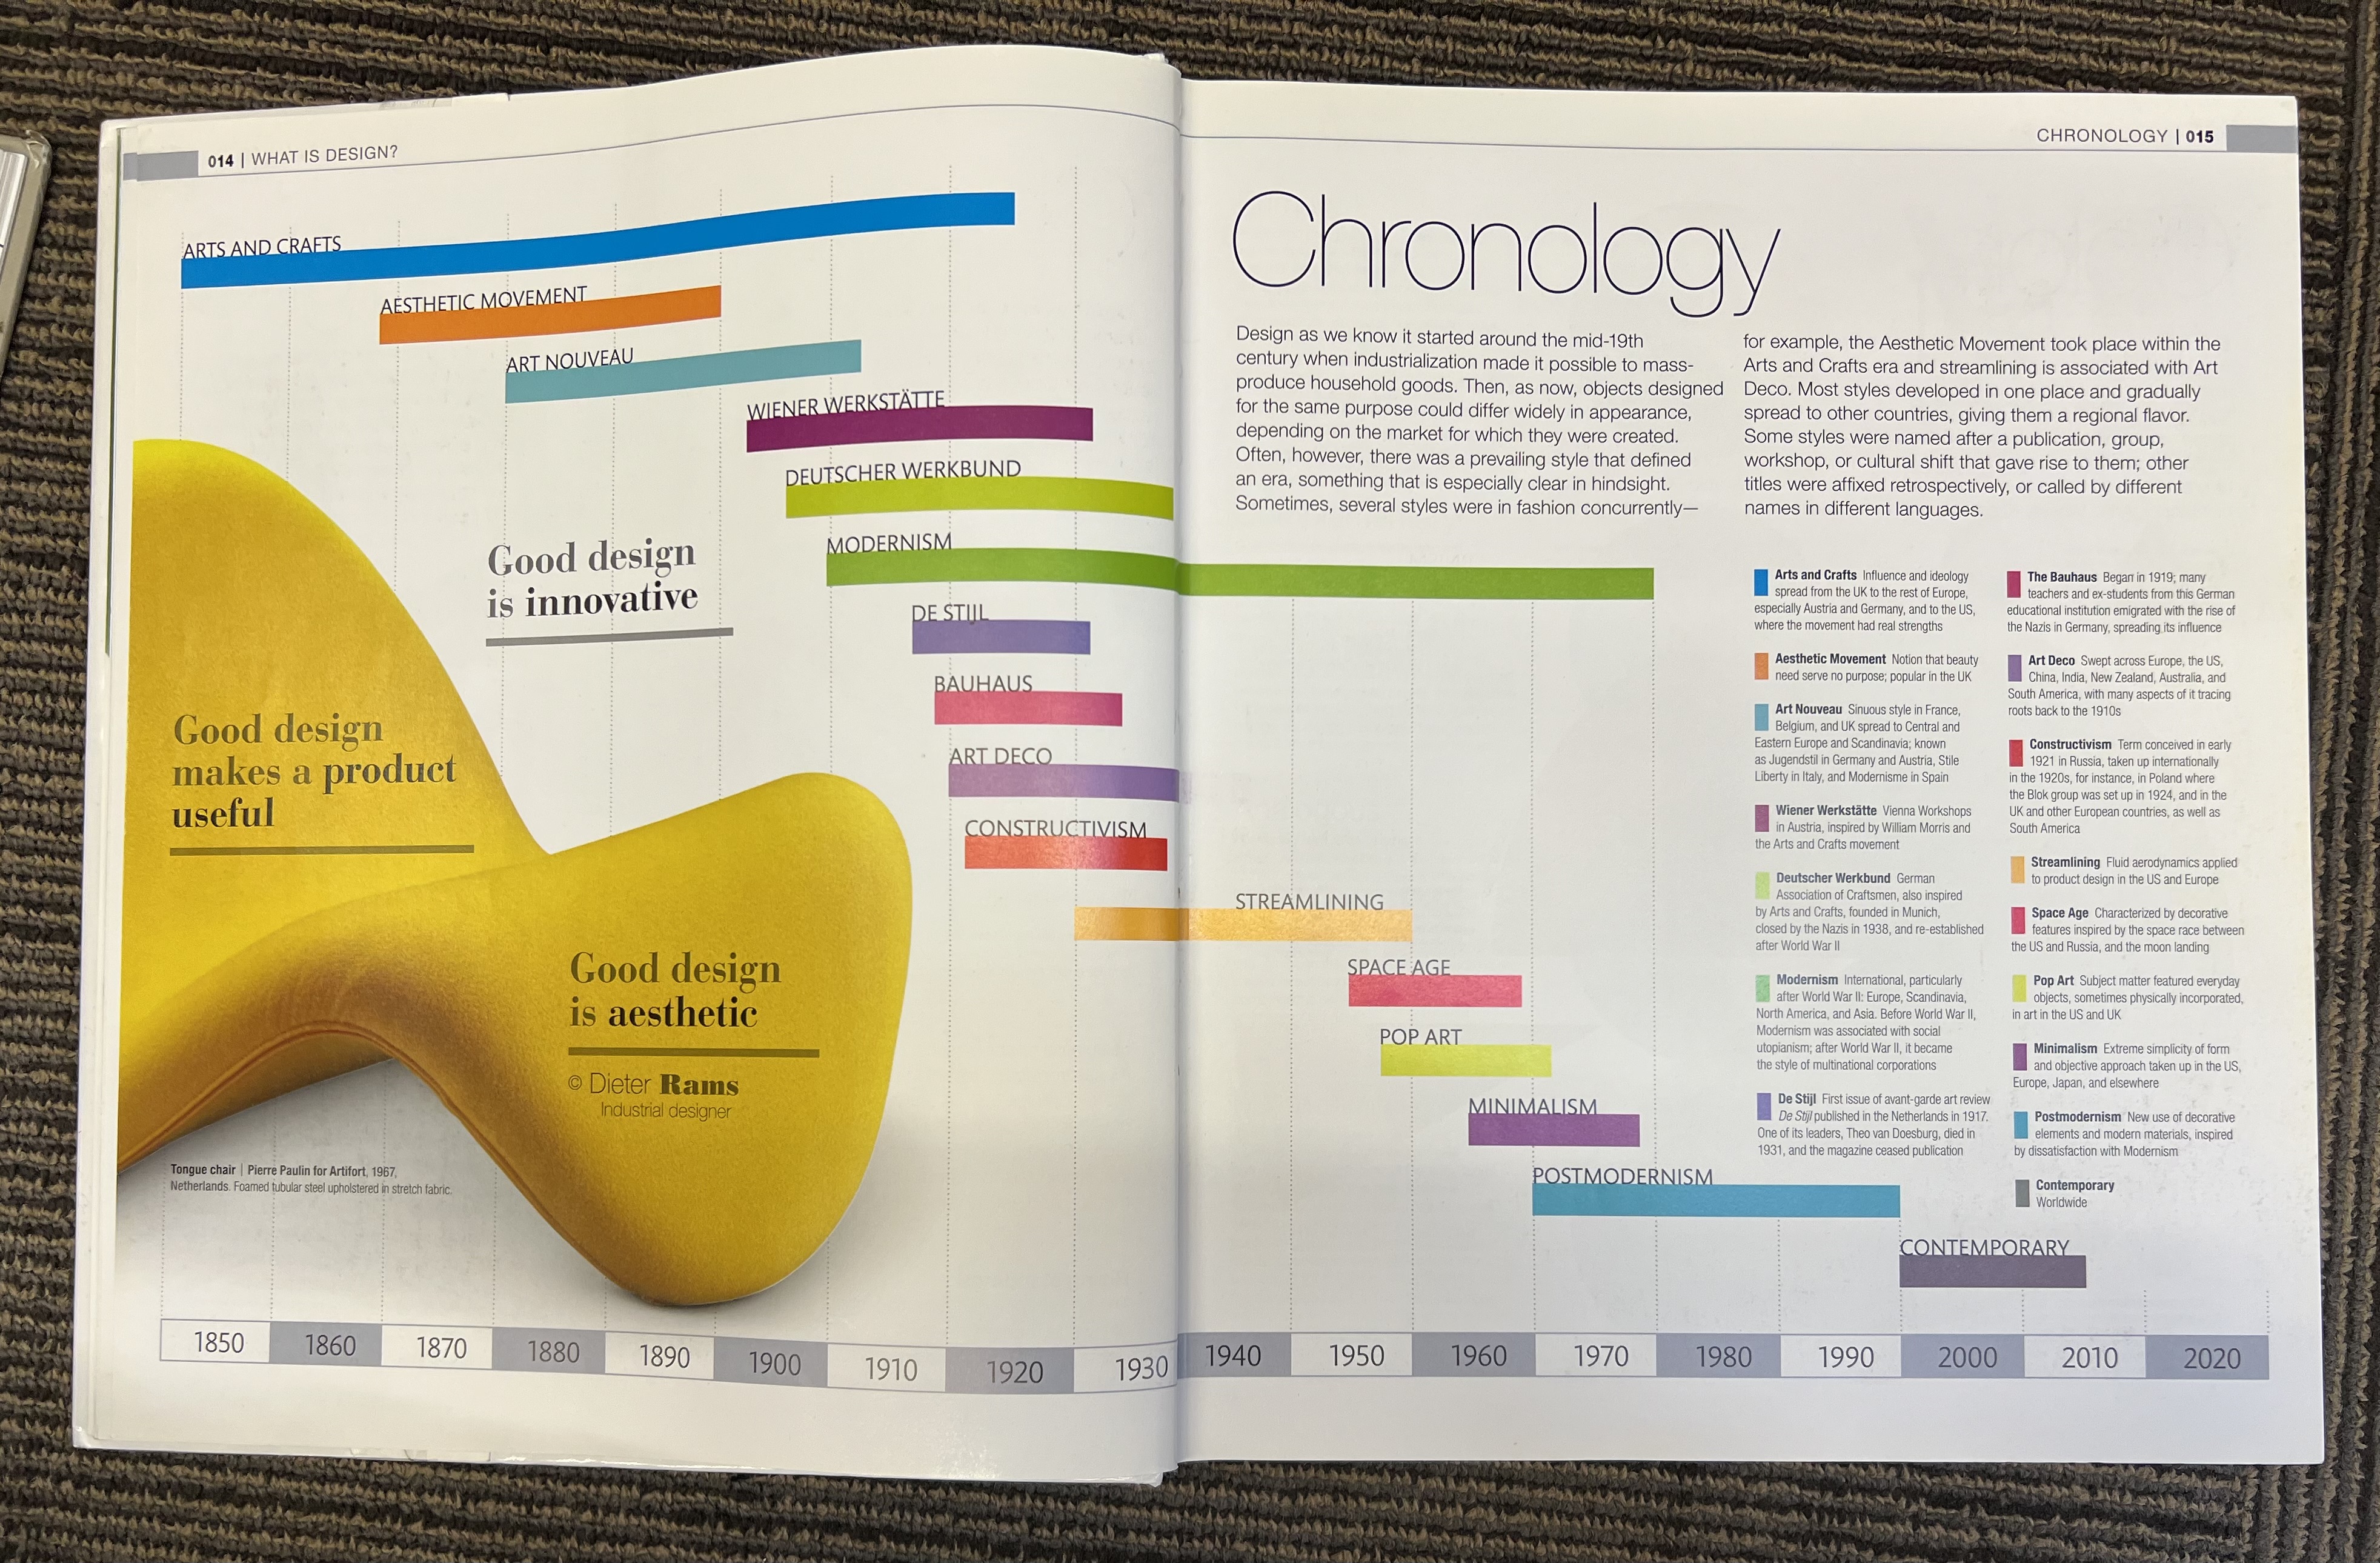 014 | WHAT IS DESIGN?
ARTS AND CRAFTS
AESTHETIC MOVEMENT
ART NOUVEAU
WIENER WERKSTÄTTE
DEUTSCHER WERKBUND
MODERNISM
DE STIJL
BAUHAUS
ART DECO
CONSTRUCTIVISM
Good design
is innovative
Good design
makes a product
useful
Good design
is aesthetic
© Dieter Rams
Industrial designer
Tongue chair | Pierre Paulin for Artifort, 1967,
Netherlands. Foamed tubular steel upholstered in stretch fabric.
1850 1860 1870 1880 1890 1900 1910 1920 1930
CHRONOLOGY | 015
Chronology
Design as we know it started around the mid-19th
century when industrialization made it possible to mass-
produce household goods. Then, as now, objects designed
for the same purpose could differ widely in appearance,
depending on the market for which they were created.
Often, however, there was a prevailing style that defined
an era, something that is especially clear in hindsight.
Sometimes, several styles were in fashion concurrently—
for example, the Aesthetic Movement took place within the
Arts and Crafts era and streamlining is associated with Art
Deco. Most styles developed in one place and gradually
spread to other countries, giving them a regional flavor.
Some styles were named after a publication, group,
workshop, or cultural shift that gave rise to them; other
titles were affixed retrospectively, or called by different
names in different languages.
STREAMLINING
SPACE AGE
POP ART
MINIMALISM
POSTMODERNISM
CONTEMPORARY
Arts and Crafts Influence and ideology
spread from the UK to the rest of Europe,
especially Austria and Germany, and to the US,
where the movement had real strengths
Aesthetic Movement Notion that beauty
need serve no purpose; popular in the UK
Art Nouveau Sinuous style in France,
Belgium, and UK spread to Central and
Eastern Europe and Scandinavia; known
as Jugendstil in Germany and Austria, Stile
Liberty in Italy, and Modernisme in Spain
Wiener Werkstätte Vienna Workshops
in Austria, inspired by William Morris and
the Arts and Crafts movement
Deutscher Werkbund German
Association of Craftsmen, also inspired
by Arts and Crafts, founded in Munich,
closed by the Nazis in 1938, and re-established
after World War II
Modernism International, particularly
after World War II: Europe, Scandinavia,
North America, and Asia. Before World War II,
Modernism was associated with social
utopianism; after World War II, it became
the style of multinational corporations
De Stijl First issue of avant-garde art review
De Stijl published in the Netherlands in 1917.
One of its leaders, Theo van Doesburg, died in
1931, and the magazine ceased publication
The Bauhaus Began in 1919; many
teachers and ex-students from this German
educational institution emigrated with the rise of
the Nazis in Germany, spreading its influence
Art Deco Swept across Europe, the US,
China, India, New Zealand, Australia, and
South America, with many aspects of it tracing
roots back to the 1910s
Constructivism Term conceived in early
1921 in Russia, taken up internationally
in the 1920s, for instance, in Poland where
the Blok group was set up in 1924, and in the
UK and other European countries, as well as
South America
Streamlining Fluid aerodynamics applied
to product design in the US and Europe
Space Age Characterized by decorative
features inspired by the space race between
the US and Russia, and the moon landing
Pop Art Subject matter featured everyday
objects, sometimes physically incorporated,
in art in the US and UK
Minimalism Extreme simplicity of form
and objective approach taken up in the US,
Europe, Japan, and elsewhere
Postmodernism New use of decorative
elements and modern materials, inspired
by dissatisfaction with Modernism
Contemporary
Worldwide
1940 1950 1960 1970 1980 1990 2000 2010 2020